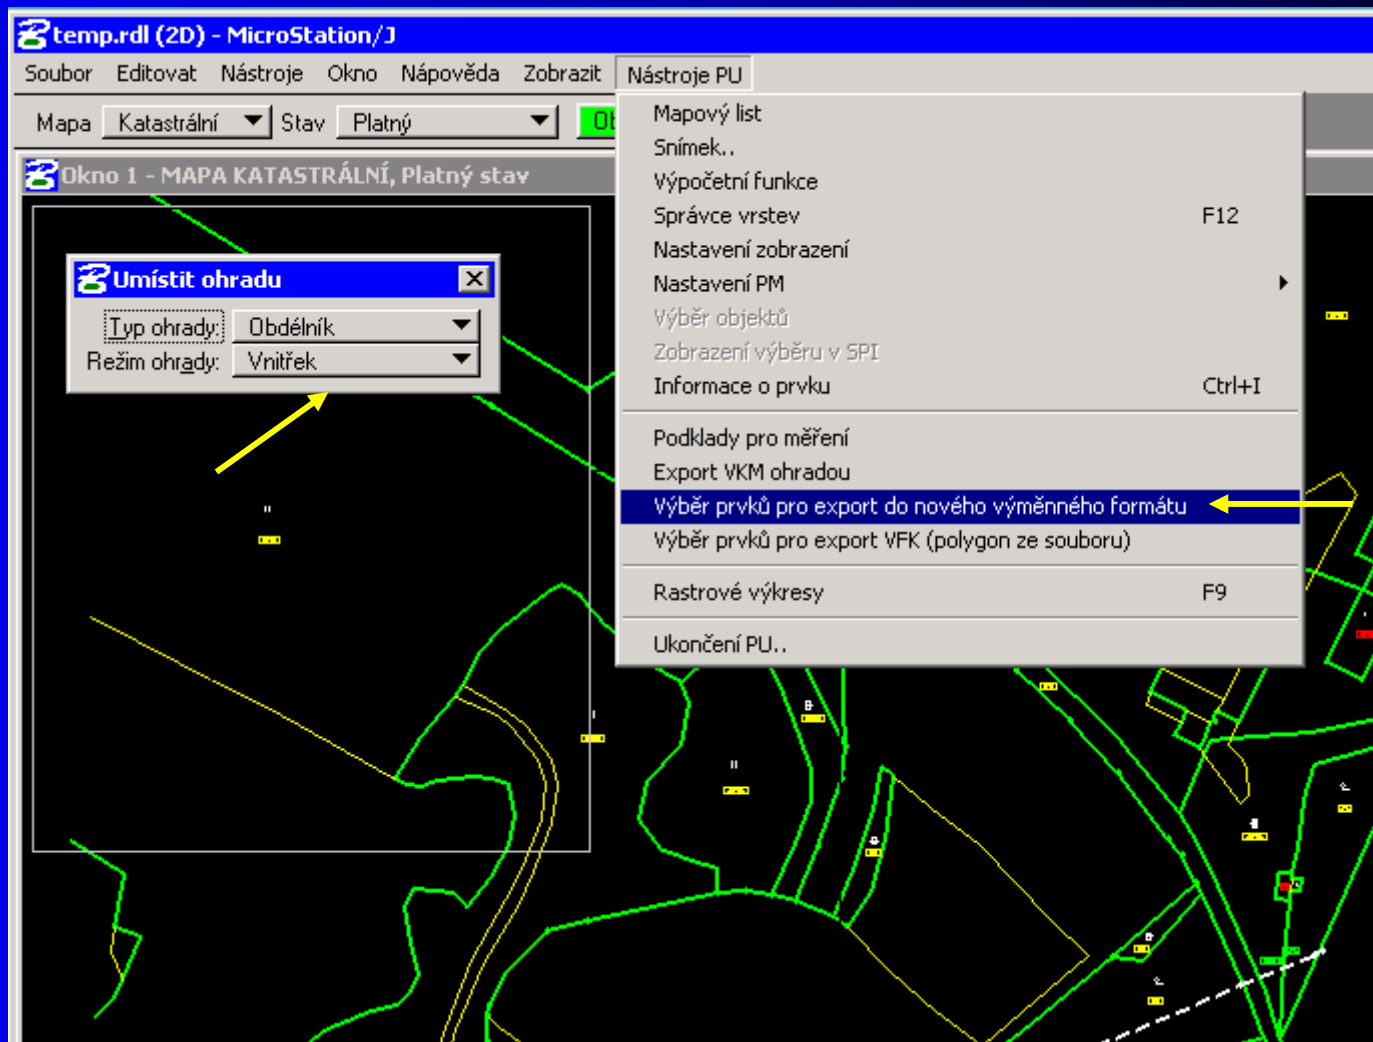 temp.rdl (2D) - MicroStation/J
Soubor Editovat Nástroje Okno Nápověda Zobrazit Nástroje PU
Mapa Katastrální Stav Platný
Okno 1 - MAPA KATASTRÁLNÍ, Platný stav
Umístit ohradu
Typ ohrady: Obdélník
Režim ohrady: Vnitřek
Mapový list
Snímek..
Výpočetní funkce
Správce vrstev F12
Nastavení zobrazení
Nastavení PM
Výběr objektů
Zobrazení výběru v SPI
Informace o prvku Ctrl+I
Podklady pro měření
Export VKM ohradou
Výběr prvků pro export do nového výměnného formátu
Výběr prvků pro export VFK (polygon ze souboru)
Rastrové výkresy F9
Ukončení PU..